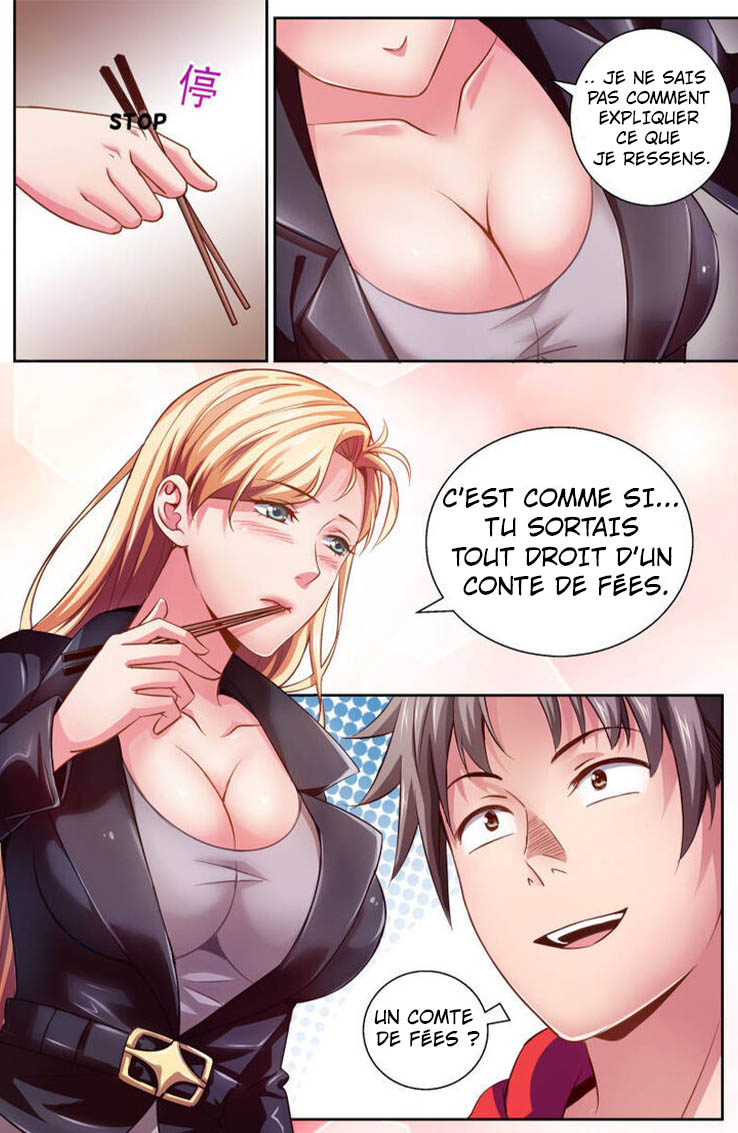 停
STOP
.. JE NE SAIS
PAS COMMENT
EXPLIQUER
CE QUE
JE RESSENS.
C'EST COMME SI...
TU SORTAIS
TOUT DROIT D'UN
CONTE DE FÉES.
UN COMTE
DE FÉES ?